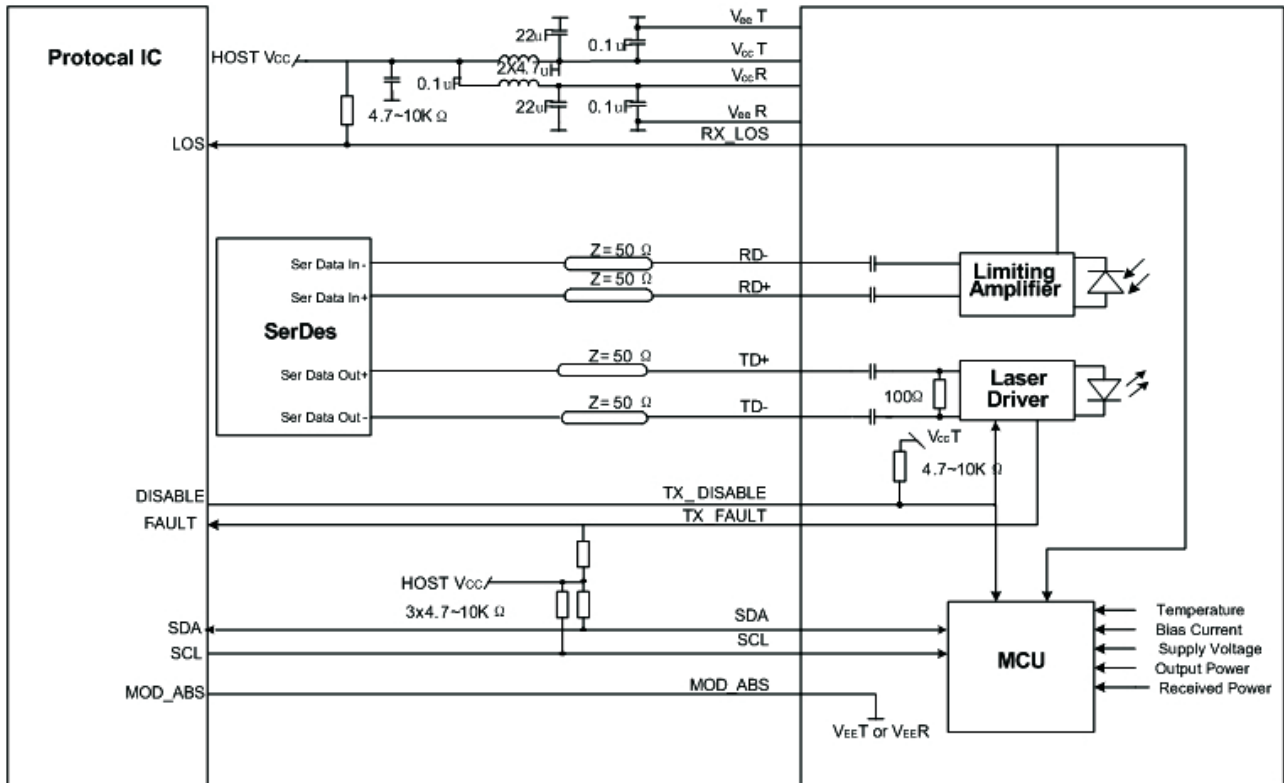 Protocal IC
HOST Vcc
22uF
0.1uF
VeeT
VccT
2X4.7uH
0.1uF
VccR
22uF
0.1uF
VeeR
4.7~10K Ω
LOS
RX_LOS
Z=50 Ω
RD-
Ser Data In-
Z=50 Ω
RD+
Ser Data In+
Limiting
Amplifier
SerDes
Z=50 Ω
TD+
Ser Data Out+
Z=50 Ω
TD-
Ser Data Out-
100Ω
Laser
Driver
VccT
4.7~10K Ω
DISABLE
TX_DISABLE
FAULT
TX FAULT
HOST Vcc
3x4.7~10K Ω
SDA
SDA
SCL
SCL
MOD_ABS
MOD_ABS
VEET or VEER
MCU
Temperature
Bias Current
Supply Voltage
Output Power
Received Power